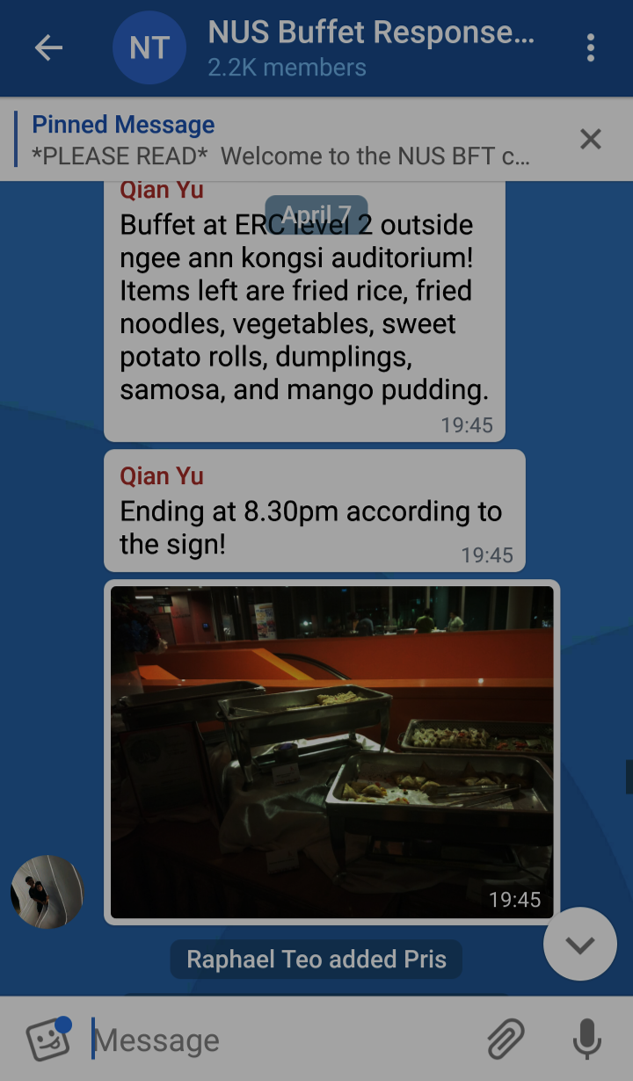 NT
NUS Buffet Response...
2.2K members
Pinned Message
*PLEASE READ* Welcome to the NUS BFT c...
Qian Yu
April 7
Buffet at ERC level 2 outside
ngee ann kongsi auditorium!
Items left are fried rice, fried
noodles, vegetables, sweet
potato rolls, dumplings,
samosa, and mango pudding.
19:45
Qian Yu
Ending at 8.30pm according to
the sign!
19:45
19:45
Raphael Teo added Pris
Message